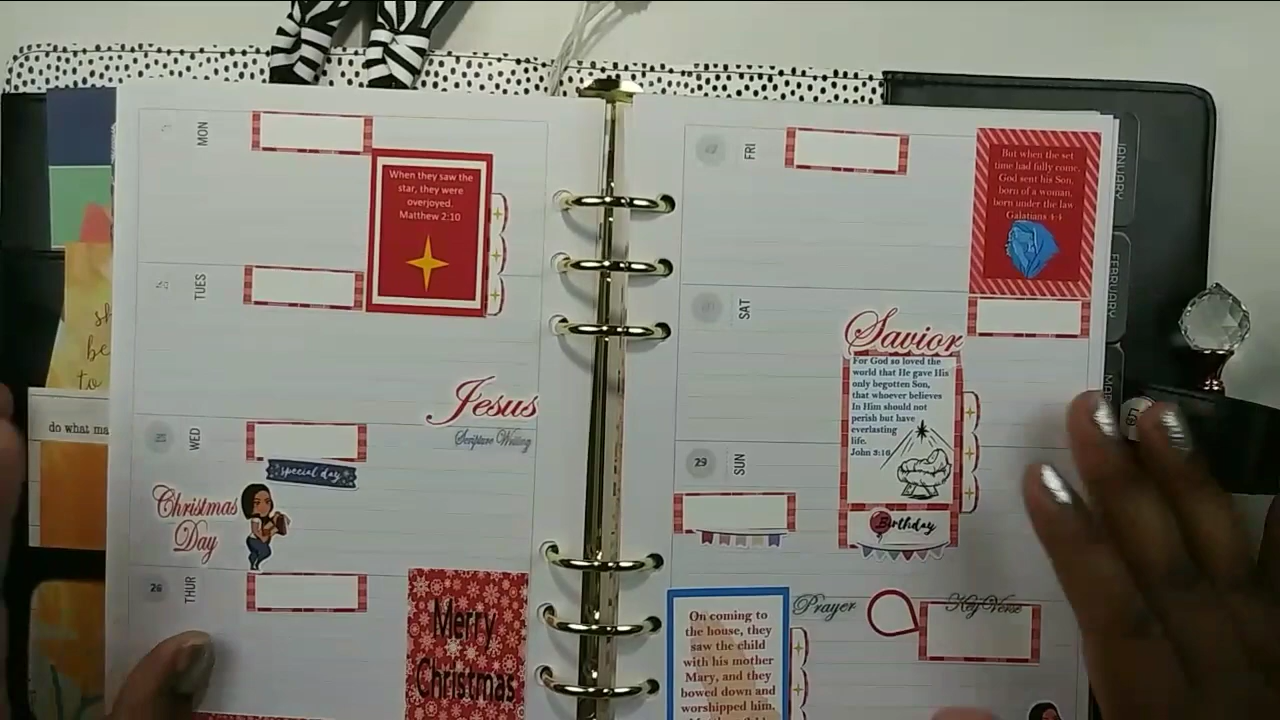 MON
When they saw the
star, they were
overjoyed.
Matthew 2:10
TUES
Jesus
Scripture Writing
25
WED
special day
Christmas
Day
26
THUR
Merry
Christmas
FRI
But when the set
time had fully come,
God sent his Son,
born of a woman,
born under the law
Galatians 4:4
SAT
Savior
For God so loved the
world that He gave His
only begotten Son,
that whoever believes
In Him should not
perish but have
everlasting
life.
John 3:16
29
SUN
Birthday
On coming to
the house, they
saw the child
with his mother
Mary, and they
bowed down and
worshipped him.
Prayer
Key Verse
JANUARY
FEBRUARY
MAR
sh
be
to
do what ma